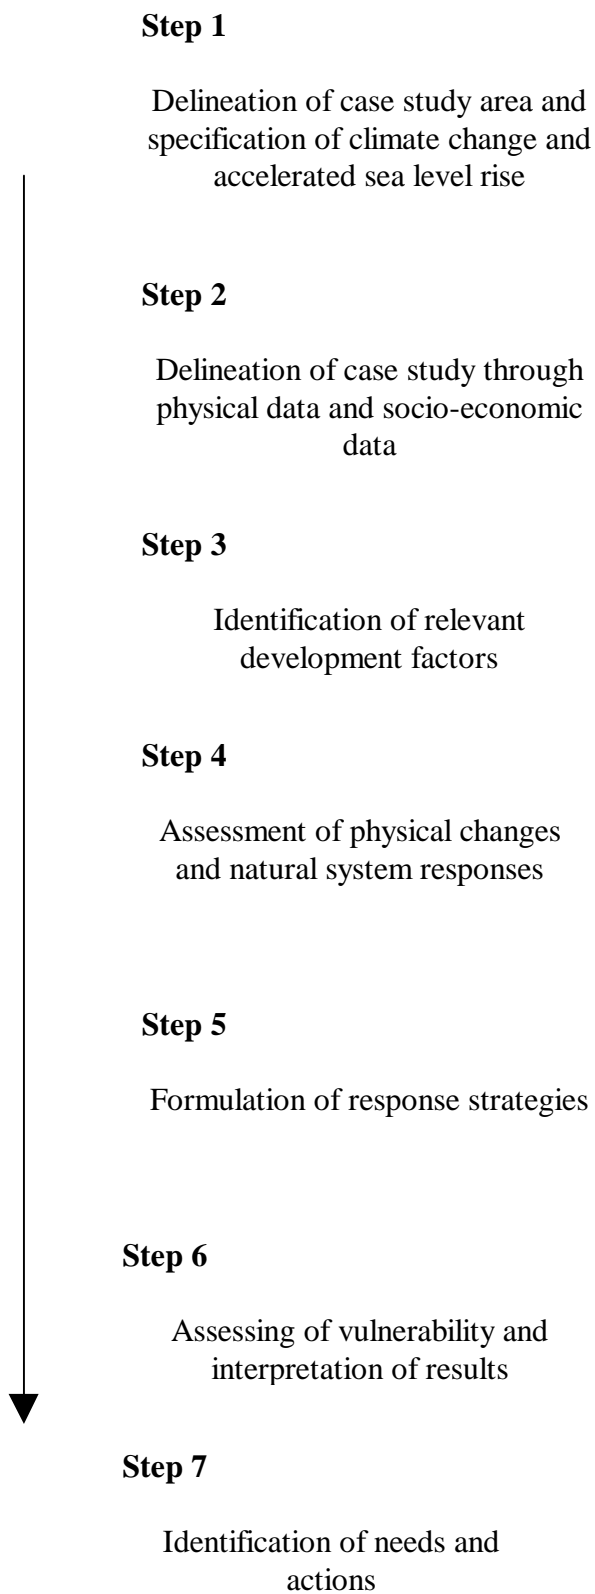 Step 1
Delineation of case study area and
specification of climate change and
accelerated sea level rise
Step 2
Delineation of case study through
physical data and socio-economic
data
Step 3
Identification of relevant
development factors
Step 4
Assessment of physical changes
and natural system responses
Step 5
Formulation of response strategies
Step 6
Assessing of vulnerability and
interpretation of results
Step 7
Identification of needs and
actions